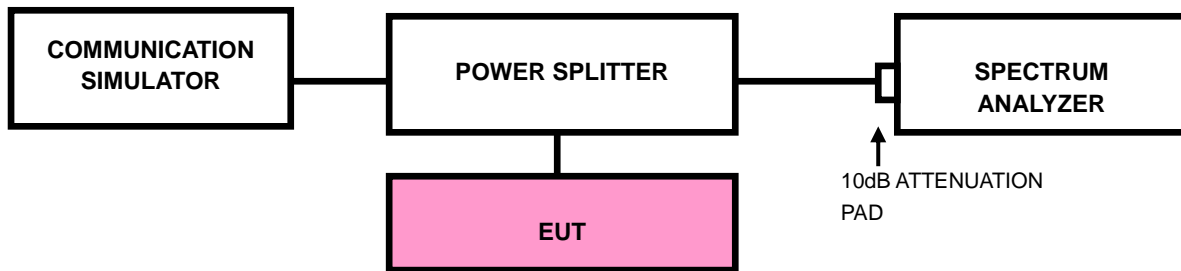 COMMUNICATION
SIMULATOR
POWER SPLITTER
SPECTRUM
ANALYZER
10dB ATTENUATION
PAD
EUT